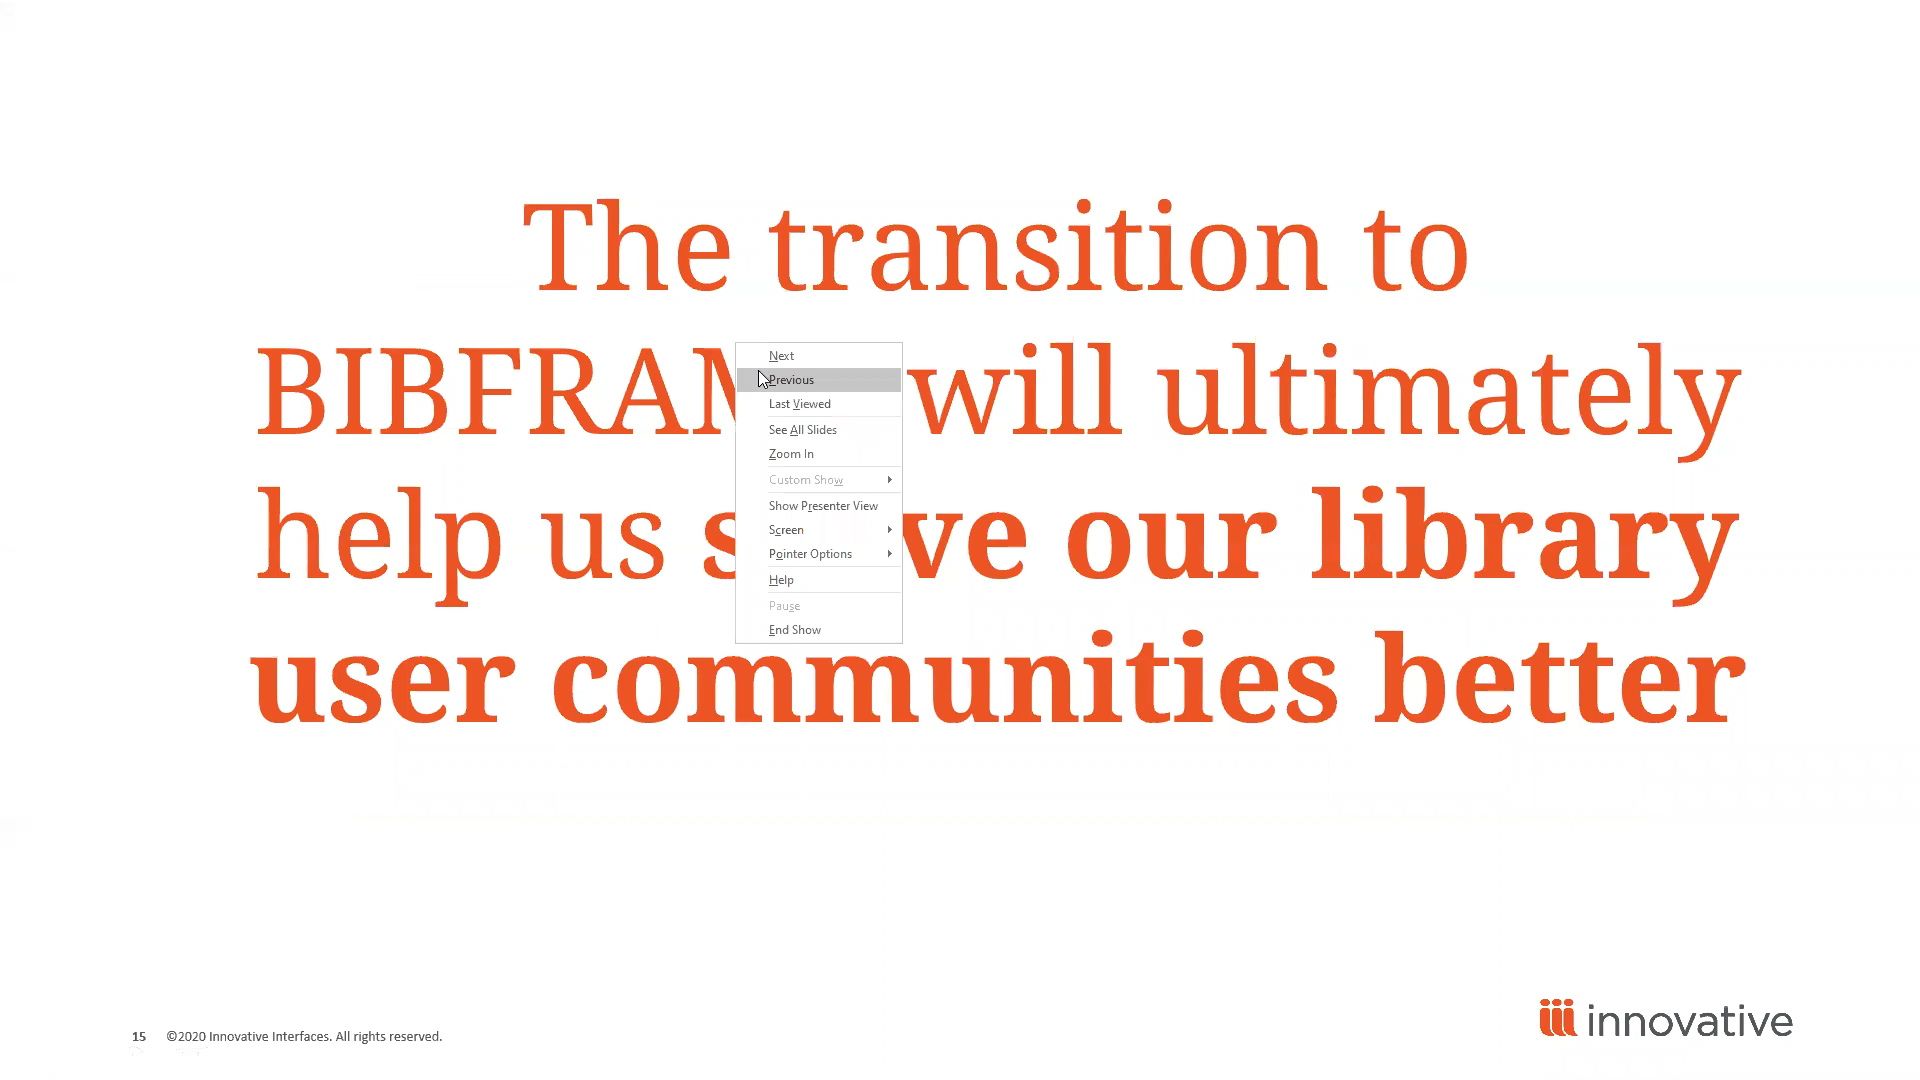 The transition to
will ultimately
help us our library
user communities better
Next
Previous
Last Viewed
See All Slides
Zoom In
Custom Show
Show Presenter View
Screen
Pointer Options
Help
Pause
End Show
15 ©2020 Innovative Interfaces. All rights reserved.
innovative